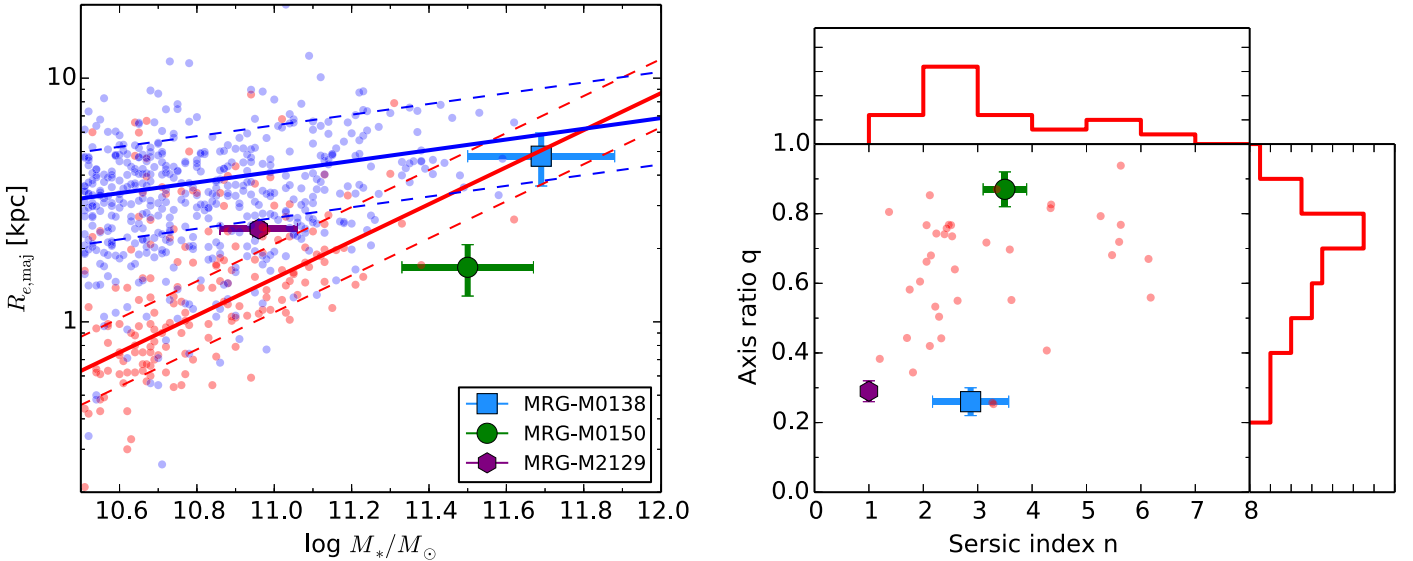 10
1
R_{e,maj} [kpc]
10.6 10.8 11.0 11.2 11.4 11.6 11.8 12.0
log M_*/M_⊙
MRG-M0138
MRG-M0150
MRG-M2129
1.0
0.8
0.6
0.4
0.2
0.0
Axis ratio q
0 1 2 3 4 5 6 7 8
Sersic index n